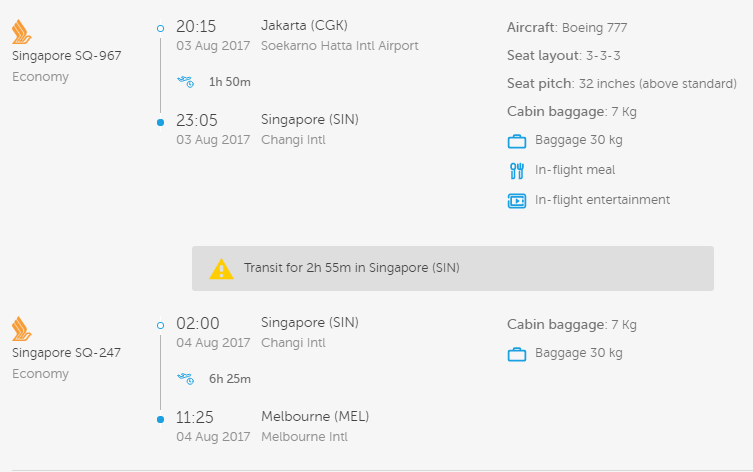 Singapore SQ-967
Economy
20:15 Jakarta (CGK)
03 Aug 2017 Soekarno Hatta Intl Airport
1h 50m
23:05 Singapore (SIN)
03 Aug 2017 Changi Intl
Aircraft: Boeing 777
Seat layout: 3-3-3
Seat pitch: 32 inches (above standard)
Cabin baggage: 7 Kg
Baggage 30 kg
In-flight meal
In-flight entertainment
Transit for 2h 55m in Singapore (SIN)
Singapore SQ-247
Economy
02:00 Singapore (SIN)
04 Aug 2017 Changi Intl
6h 25m
11:25 Melbourne (MEL)
04 Aug 2017 Melbourne Intl
Cabin baggage: 7 Kg
Baggage 30 kg